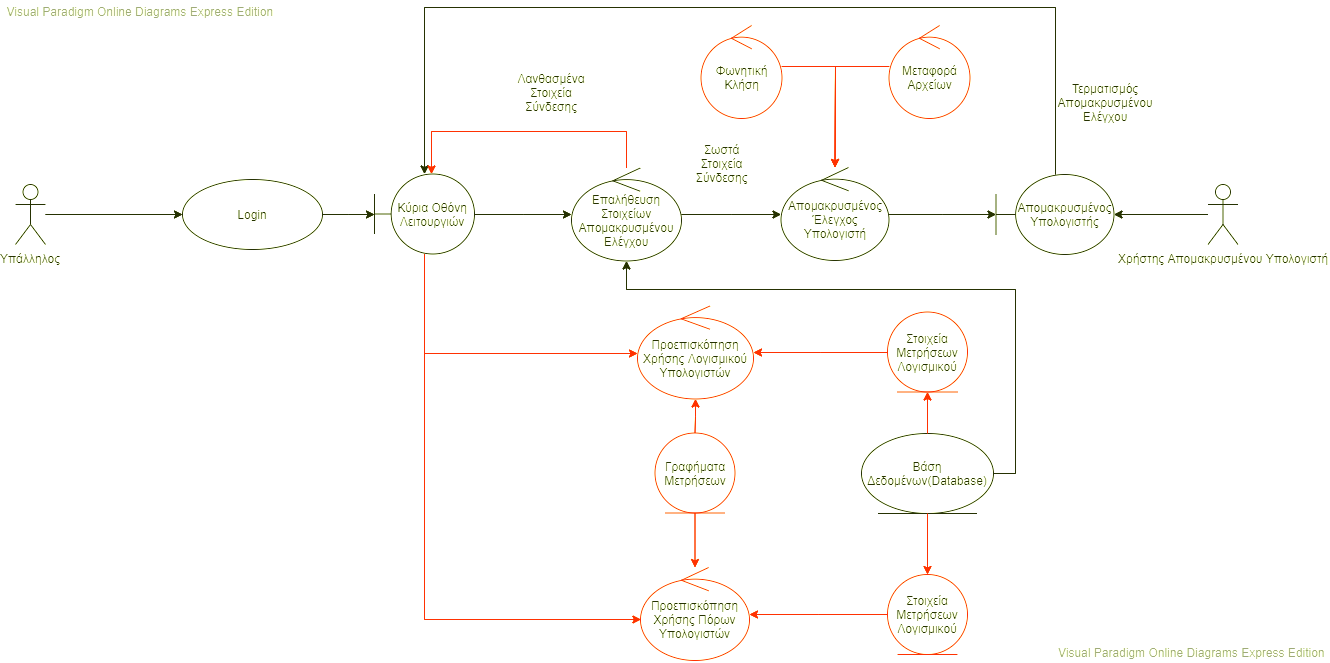 Visual Paradigm Online Diagrams Express Edition
Φωνητική
Κλήση
Μεταφορά
Αρχείων
Λανθασμένα
Στοιχεία
Σύνδεσης
Τερματισμός
Απομακρυσμένου
Ελέγχου
Σωστά
Στοιχεία
Σύνδεσης
Υπάλληλος
Login
Κύρια Οθόνη
Λειτουργιών
Επαλήθευση
Στοιχείων
Απομακρυσμένου
Ελέγχου
Απομακρυσμένος
Έλεγχος
Υπολογιστή
Απομακρυσμένος
Υπολογιστής
Χρήστης Απομακρυσμένου Υπολογιστή
Προεπισκόπηση
Χρήσης Λογισμικού
Υπολογιστών
Στοιχεία
Μετρήσεων
Λογισμικού
Γραφήματα
Μετρήσεων
Βάση
Δεδομένων(Database)
Προεπισκόπηση
Χρήσης Πόρων
Υπολογιστών
Στοιχεία
Μετρήσεων
Λογισμικού
Visual Paradigm Online Diagrams Express Edition